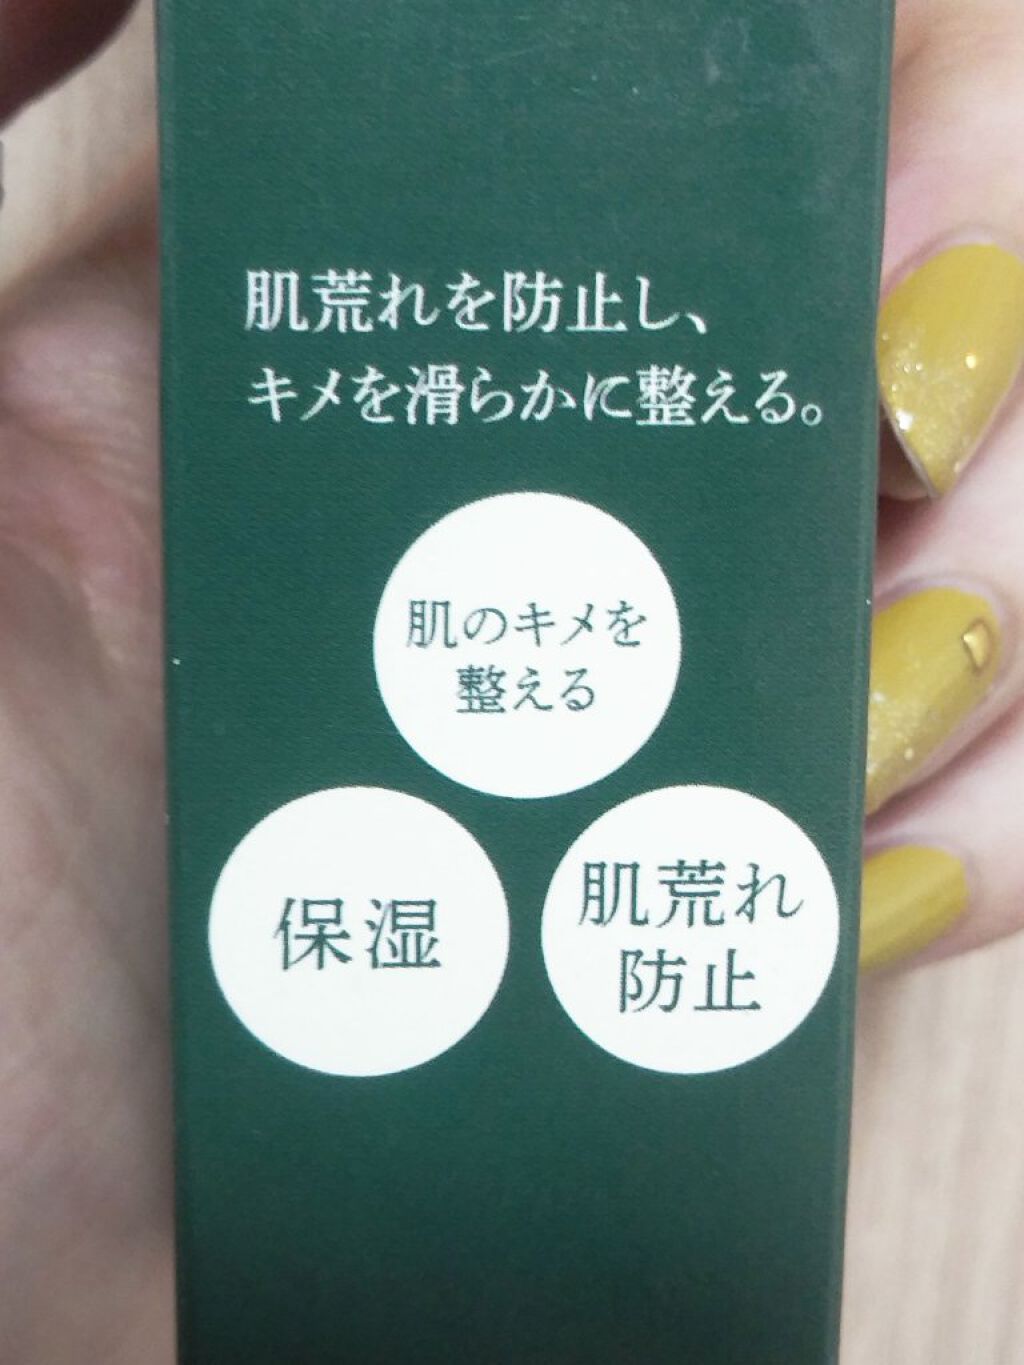 肌荒れを防止し、
キメを滑らかに整える。
肌のキメを
整える
保湿
肌荒れ
防止